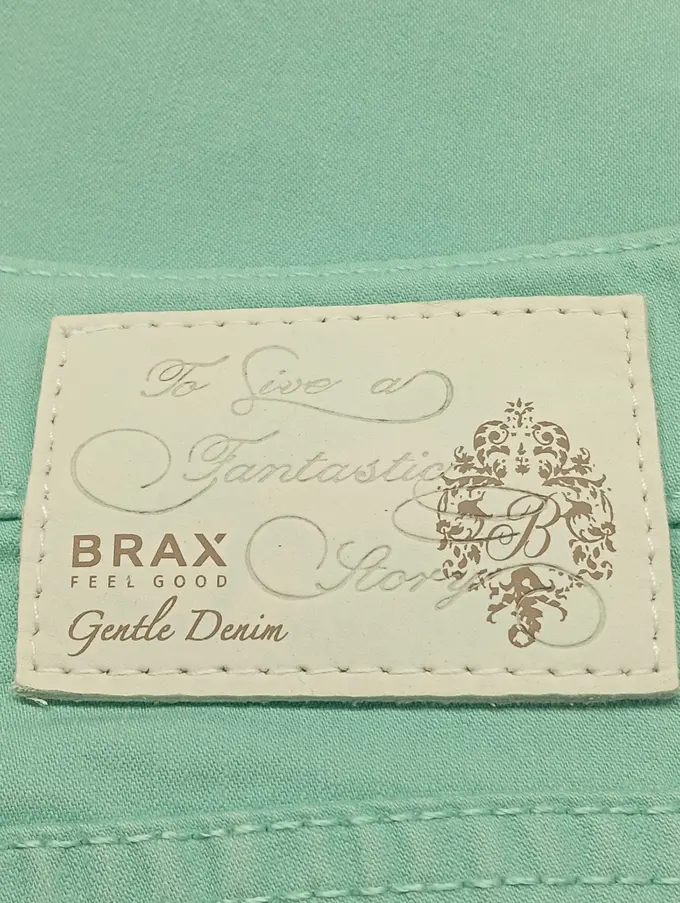 To Live a
Fantastic
Story
B
BRAX
FEEL GOOD
Gentle Denim